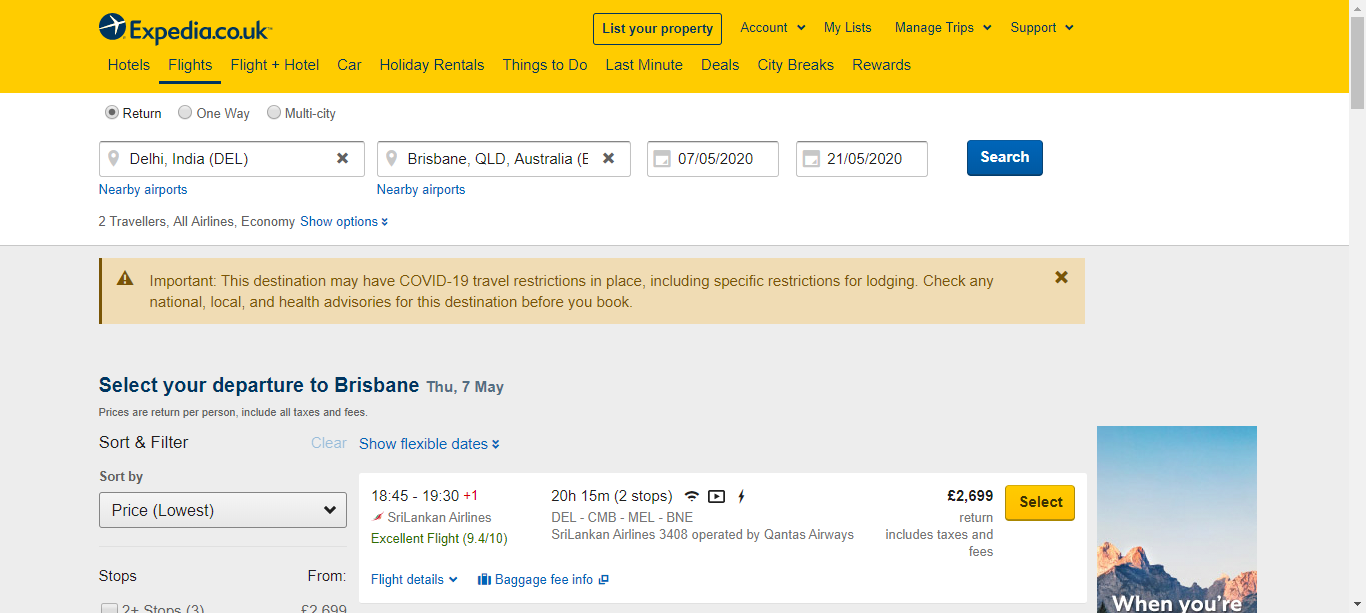 Expedia.co.uk
List your property
Account
My Lists
Manage Trips
Support
Hotels
Flights
Flight + Hotel
Car
Holiday Rentals
Things to Do
Last Minute
Deals
City Breaks
Rewards
Return
One Way
Multi-city
Delhi, India (DEL)
Brisbane, QLD, Australia (E
07/05/2020
21/05/2020
Search
Nearby airports
Nearby airports
2 Travellers, All Airlines, Economy Show options
Important: This destination may have COVID-19 travel restrictions in place, including specific restrictions for lodging. Check any
national, local, and health advisories for this destination before you book.
Select your departure to Brisbane Thu, 7 May
Prices are return per person, include all taxes and fees.
Sort & Filter
Clear
Show flexible dates
Sort by
Price (Lowest)
Stops
From:
2+ Stops (3)
£2,699
18:45 - 19:30 +1
SriLankan Airlines
Excellent Flight (9.4/10)
20h 15m (2 stops)
DEL - CMB - MEL - BNE
SriLankan Airlines 3408 operated by Qantas Airways
£2,699
return
includes taxes and
fees
Select
Flight details
Baggage fee info
When you're